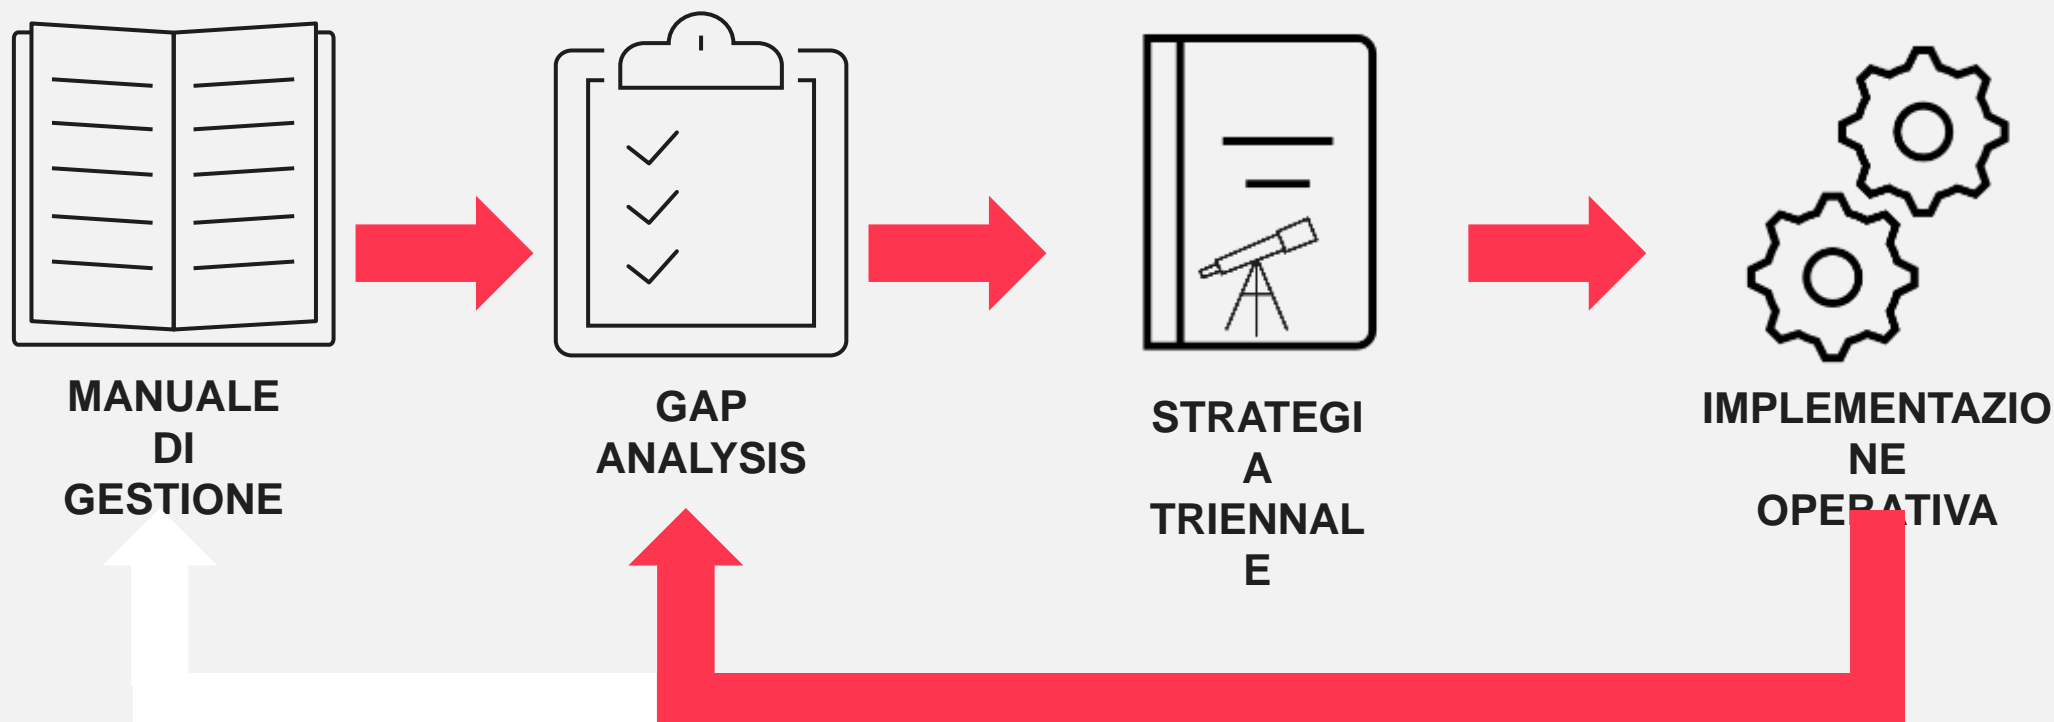 MANUALE
DI
GESTIONE
GAP
ANALYSIS
STRATEGI
A
TRIENNAL
E
IMPLEMENTAZIO
NE
OPERATIVA